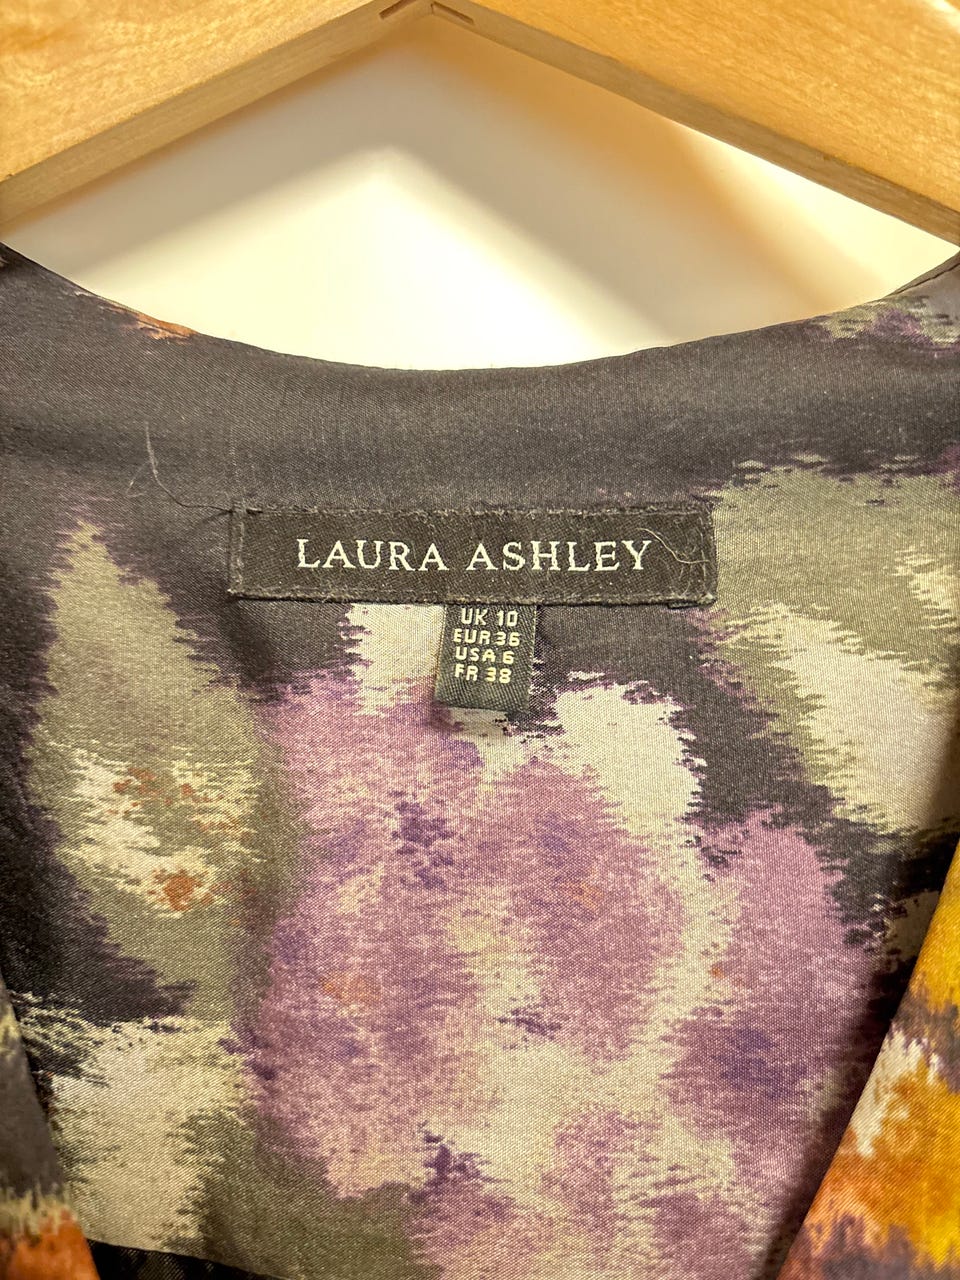 LAURA ASHLEY
UK 10
EUR 36
USA 6
FR 38